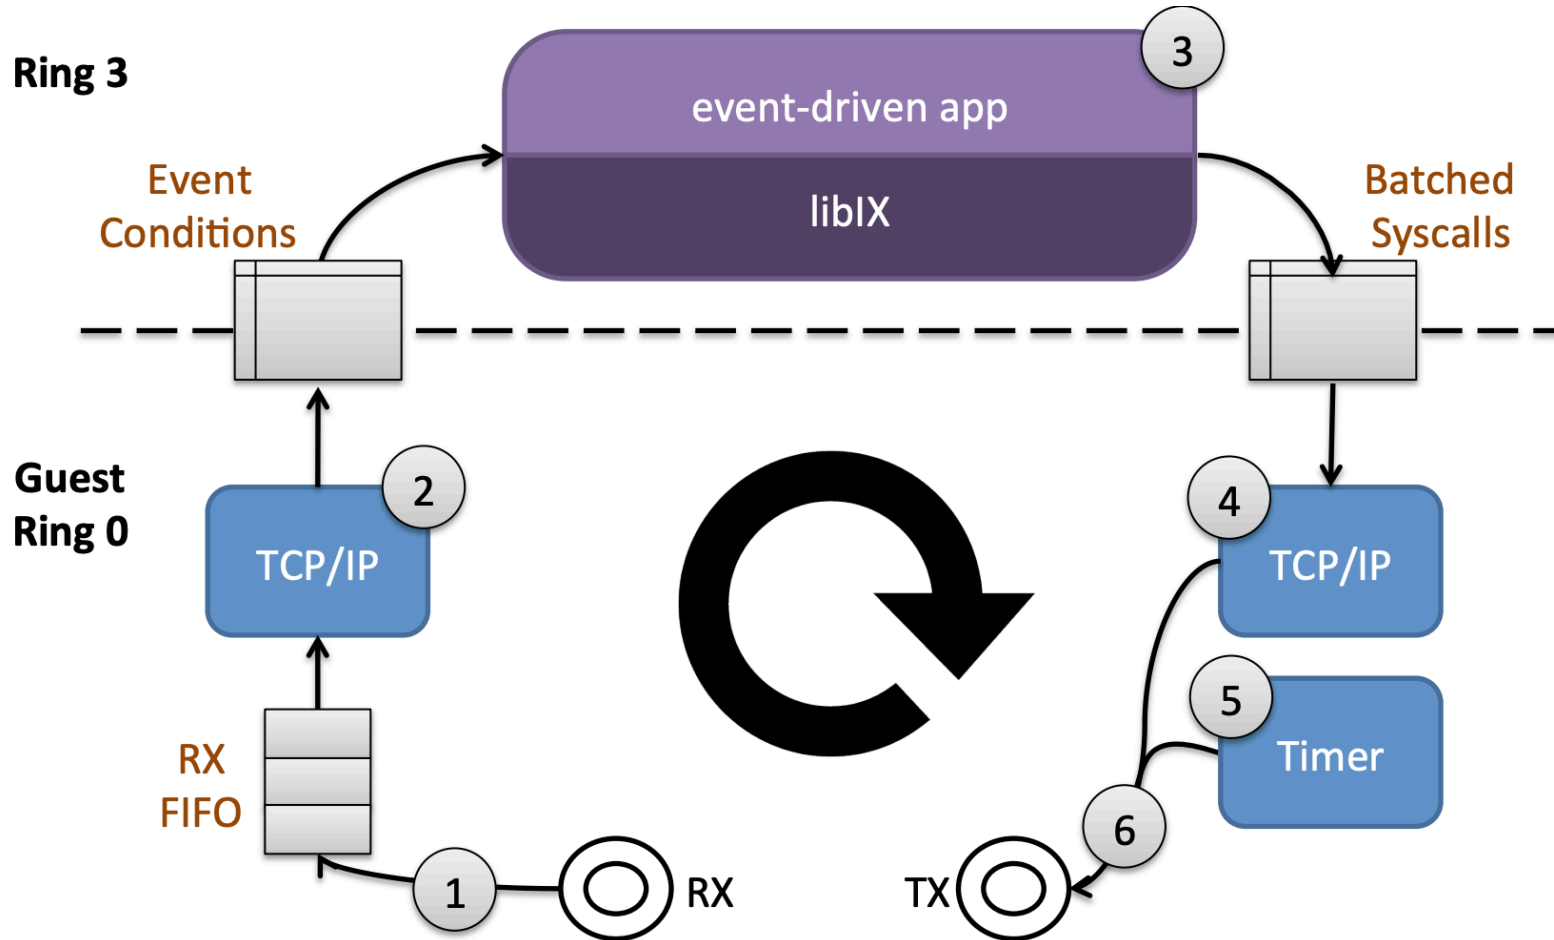 Ring 3
3
event-driven app
libIX
Event
Conditions
Batched
Syscalls
Guest
Ring 0
2
TCP/IP
4
TCP/IP
5
Timer
RX
FIFO
1
RX
TX
6